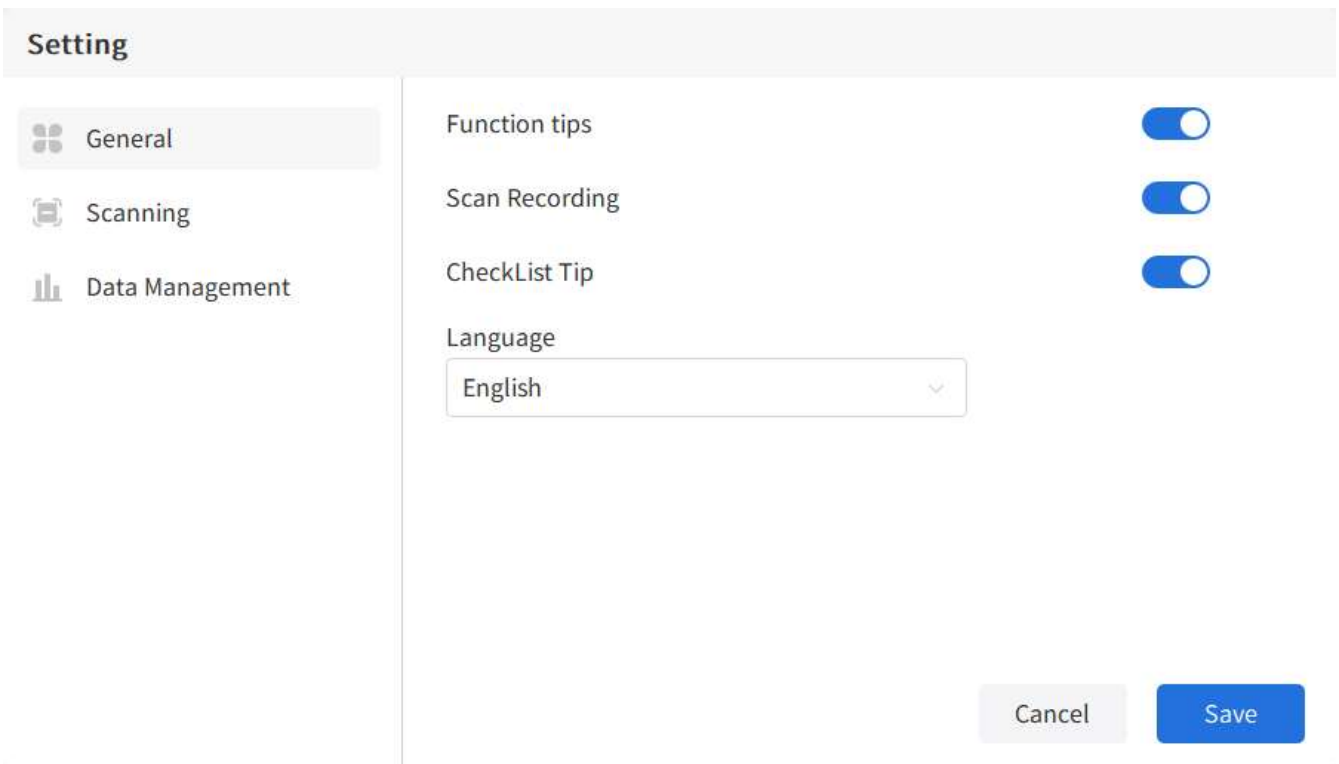 Setting
General
Scanning
Data Management
Function tips
Scan Recording
CheckList Tip
Language
English
Cancel
Save